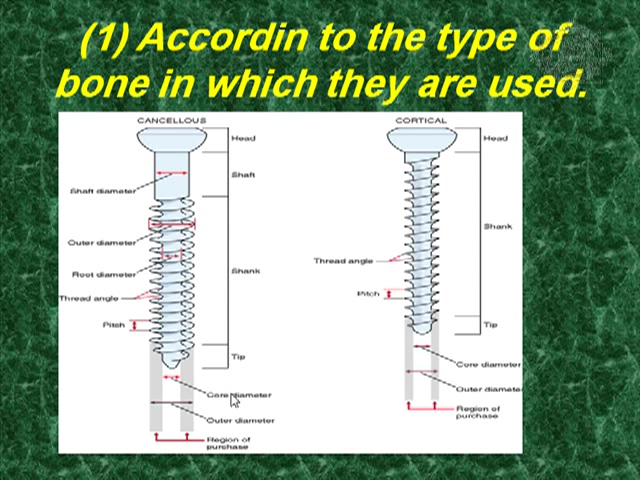 (1) Accordin to the type of
bone in which they are used.
CANCELLOUS
Head
Shaft
Shaft diameter
Outer diameter
Root diameter
Shank
Thread angle
Pitch
Tip
Core diameter
Outer diameter
Region of
purchase
CORTICAL
Head
Shank
Thread angle
Pitch
Tip
Core diameter
Outer diameter
Region of
purchase